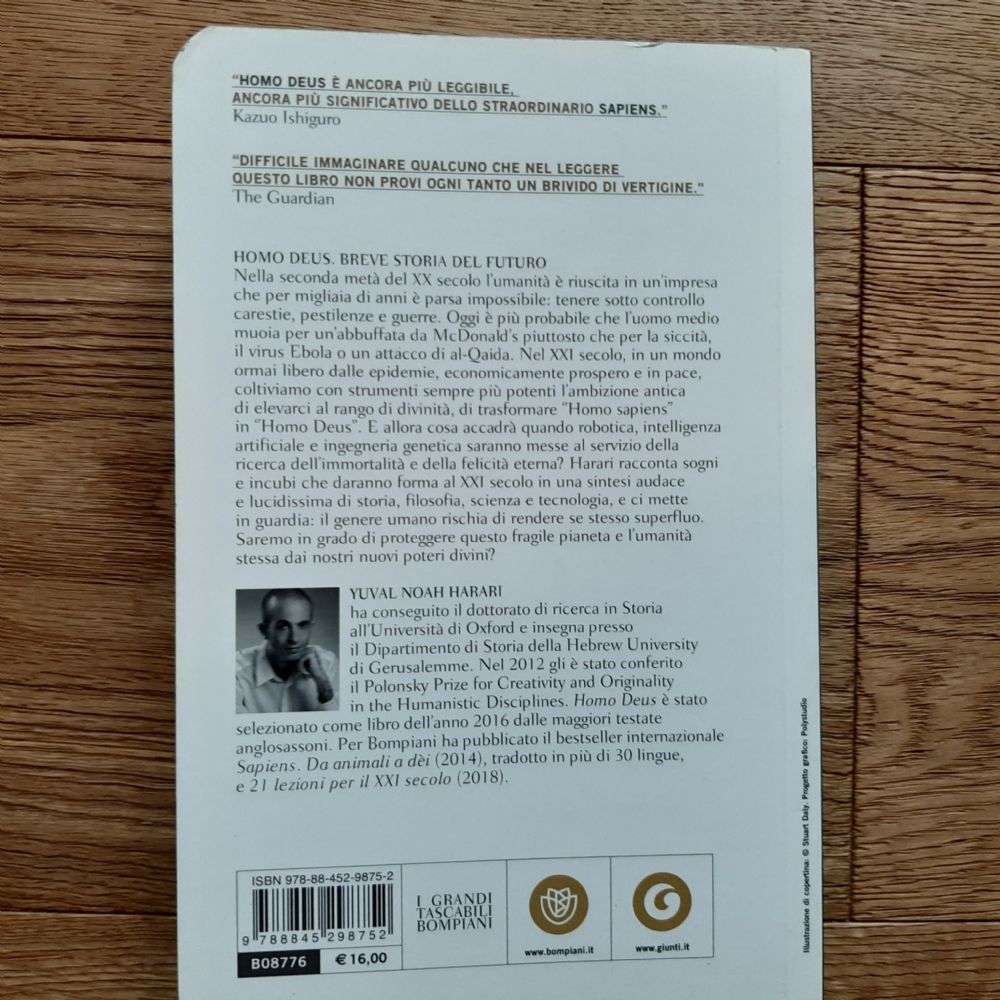 “HOMO DEUS È ANCORA PIÙ LEGGIBILE,
ANCORA PIÙ SIGNIFICATIVO DELLO STRAORDINARIO SAPIENS.”
Kazuo Ishiguro
“DIFFICILE IMMAGINARE QUALCUNO CHE NEL LEGGERE
QUESTO LIBRO NON PROVI OGNI TANTO UN BRIVIDO DI VERTIGINE.”
The Guardian
HOMO DEUS. BREVE STORIA DEL FUTURO
Nella seconda metà del XX secolo l’umanità è riuscita in un’impresa
che per migliaia di anni è parsa impossibile: tenere sotto controllo
carestie, pestilenze e guerre. Oggi è più probabile che l’uomo medio
muoia per un’abbuffata da McDonald’s piuttosto che per la siccità,
il virus Ebola o un attacco di al-Qaida. Nel XXI secolo, in un mondo
ormai libero dalle epidemie, economicamente prospero e in pace,
coltiviamo con strumenti sempre più potenti l’ambizione antica
di elevarci al rango di divinità, di trasformare “Homo sapiens”
in “Homo Deus”. E allora cosa accadrà quando robotica, intelligenza
artificiale e ingegneria genetica saranno messe al servizio della
ricerca dell’immortalità e della felicità eterna? Harari racconta sogni
e incubi che daranno forma al XXI secolo in una sintesi audace
e lucidissima di storia, filosofia, scienza e tecnologia, e ci mette
in guardia: il genere umano rischia di rendere se stesso superfluo.
Saremo in grado di proteggere questo fragile pianeta e l’umanità
stessa dai nostri nuovi poteri divini?
YUVAL NOAH HARARI
ha conseguito il dottorato di ricerca in Storia
all’Università di Oxford e insegna presso
il Dipartimento di Storia della Hebrew University
di Gerusalemme. Nel 2012 gli è stato conferito
il Polonsky Prize for Creativity and Originality
in the Humanistic Disciplines. Homo Deus è stato
selezionato come libro dell’anno 2016 dalle maggiori testate
anglosassoni. Per Bompiani ha pubblicato il bestseller internazionale
Sapiens. Da animali a dèi (2014), tradotto in più di 30 lingue,
e 21 lezioni per il XXI secolo (2018).
Illustrazione di copertina: © Stuart Daly. Progetto grafico: Polystudio
ISBN 978-88-452-9875-2
9 788845 298752
B08776
€ 16,00
I GRANDI
TASCABILI
BOMPIANI
www.bompiani.it
www.giunti.it